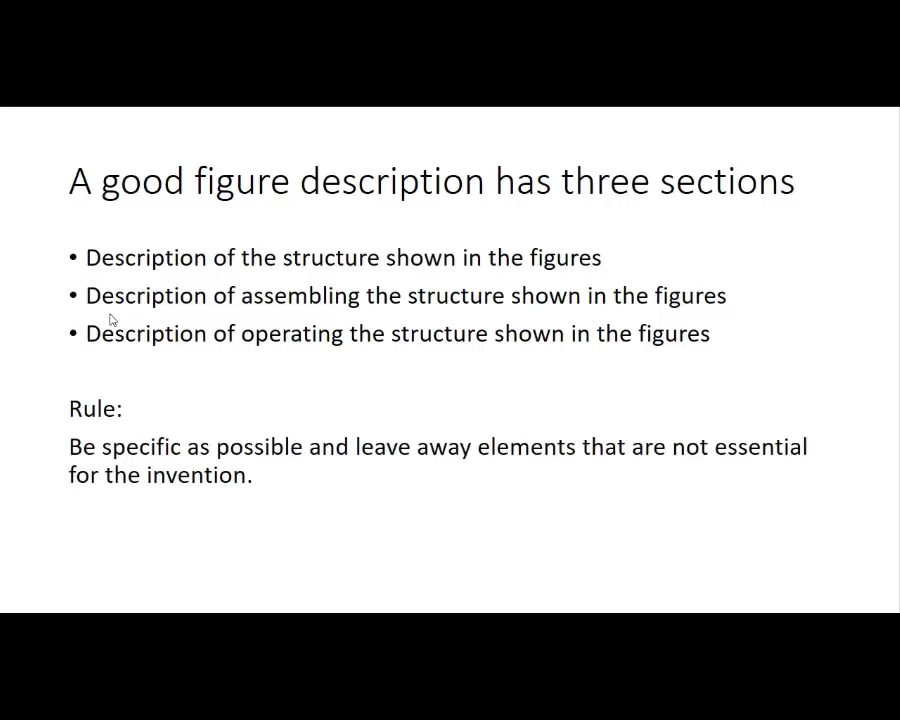 A good figure description has three sections
• Description of the structure shown in the figures
• Description of assembling the structure shown in the figures
• Description of operating the structure shown in the figures
Rule:
Be specific as possible and leave away elements that are not essential
for the invention.